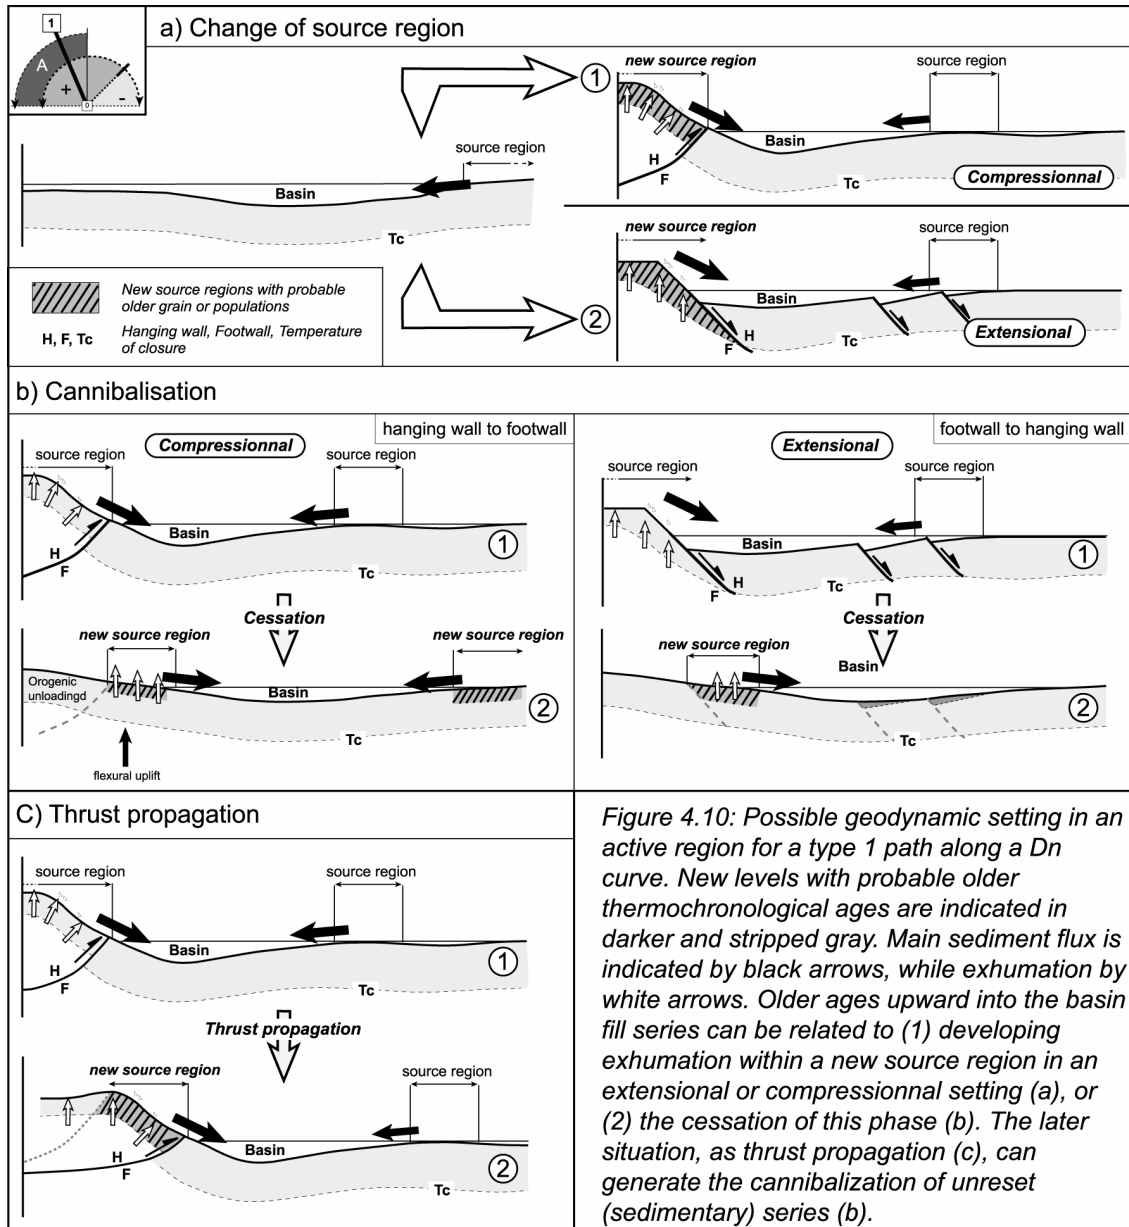 1
A
+
-
0
a) Change of source region
source region
Basin
Tc
new source region
source region
1
Basin
H
F
Tc
Compressionnal
new source region
source region
2
Basin
H
F
Tc
Extensional
New source regions with probable
older grain or populations
H, F, Tc
Hanging wall, Footwall, Temperature
of closure
b) Cannibalisation
hanging wall to footwall
Compressionnal
source region
source region
Basin
H
F
Tc
1
Cessation
new source region
new source region
Orogenic
unloadingd
Basin
Tc
2
flexural uplift
footwall to hanging wall
Extensional
source region
source region
Basin
H
F
Tc
1
Cessation
new source region
Basin
Tc
2
C) Thrust propagation
source region
source region
Basin
H
F
Tc
1
Thrust propagation
new source region
source region
Basin
H
F
Tc
2
Figure 4.10: Possible geodynamic setting in an
active region for a type 1 path along a Dn
curve. New levels with probable older
thermochronological ages are indicated in
darker and stripped gray. Main sediment flux is
indicated by black arrows, while exhumation by
white arrows. Older ages upward into the basin
fill series can be related to (1) developing
exhumation within a new source region in an
extensional or compressionnal setting (a), or
(2) the cessation of this phase (b). The later
situation, as thrust propagation (c), can
generate the cannibalization of unreset
(sedimentary) series (b).